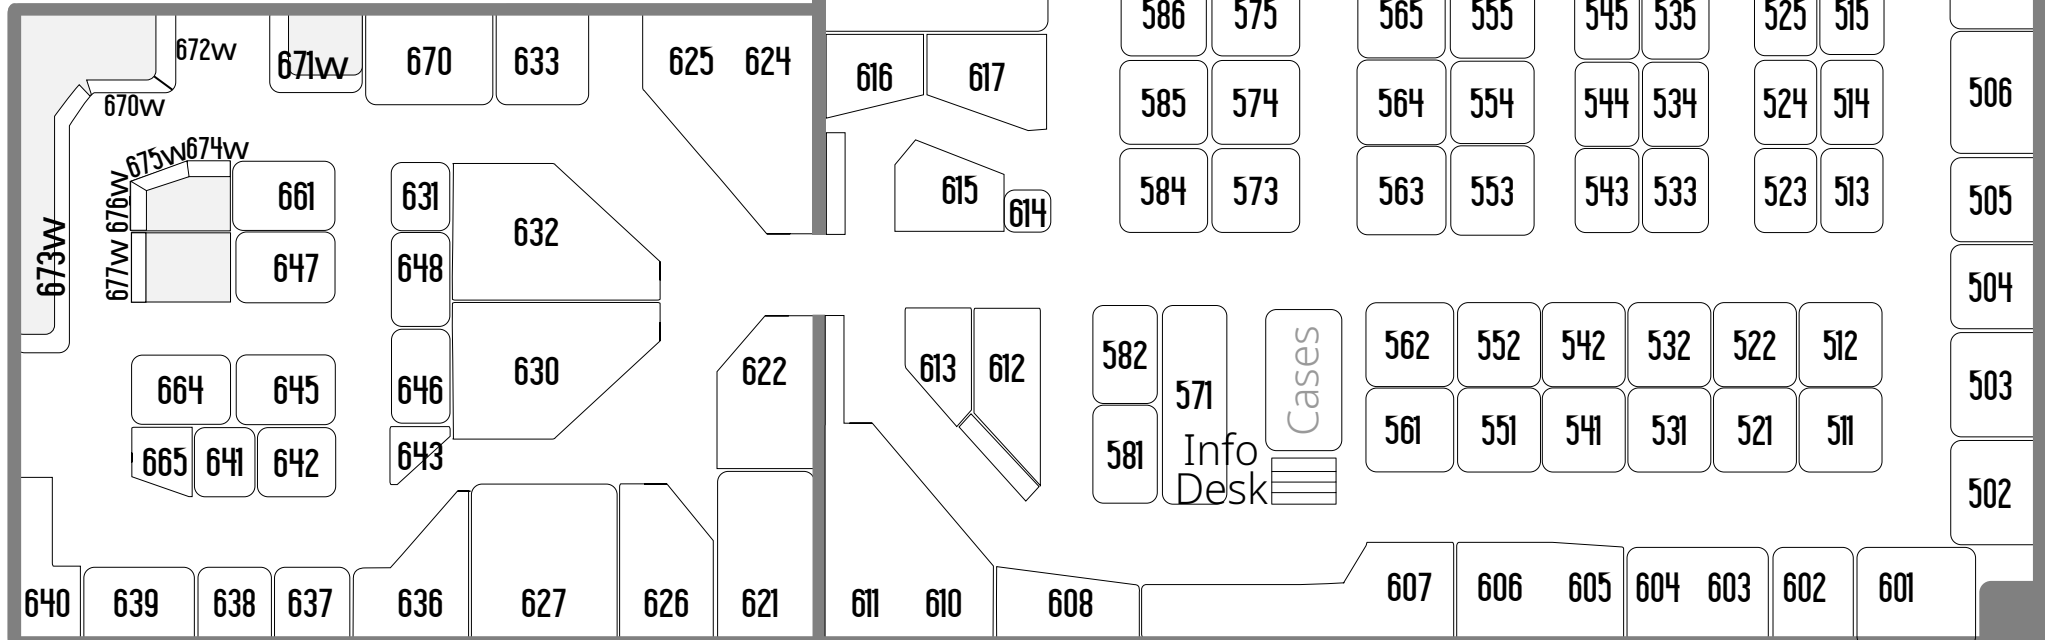 586 575 565 555 545 535 525 515
672W 671W 670 633 625 624 616 617 506
670W 585 574 564 554 544 534 524 514
675W 674W
676W 661 631 632 615 614 584 573 563 553 543 533 523 513 505
673W 677W 647 648 504
664 645 646 630 622 613 612 582 571 Cases 562 552 542 532 522 512 503
665 641 642 643 581 561 551 541 531 521 511
Info
Desk 502
640 639 638 637 636 627 626 621 611 610 608 607 606 605 604 603 602 601